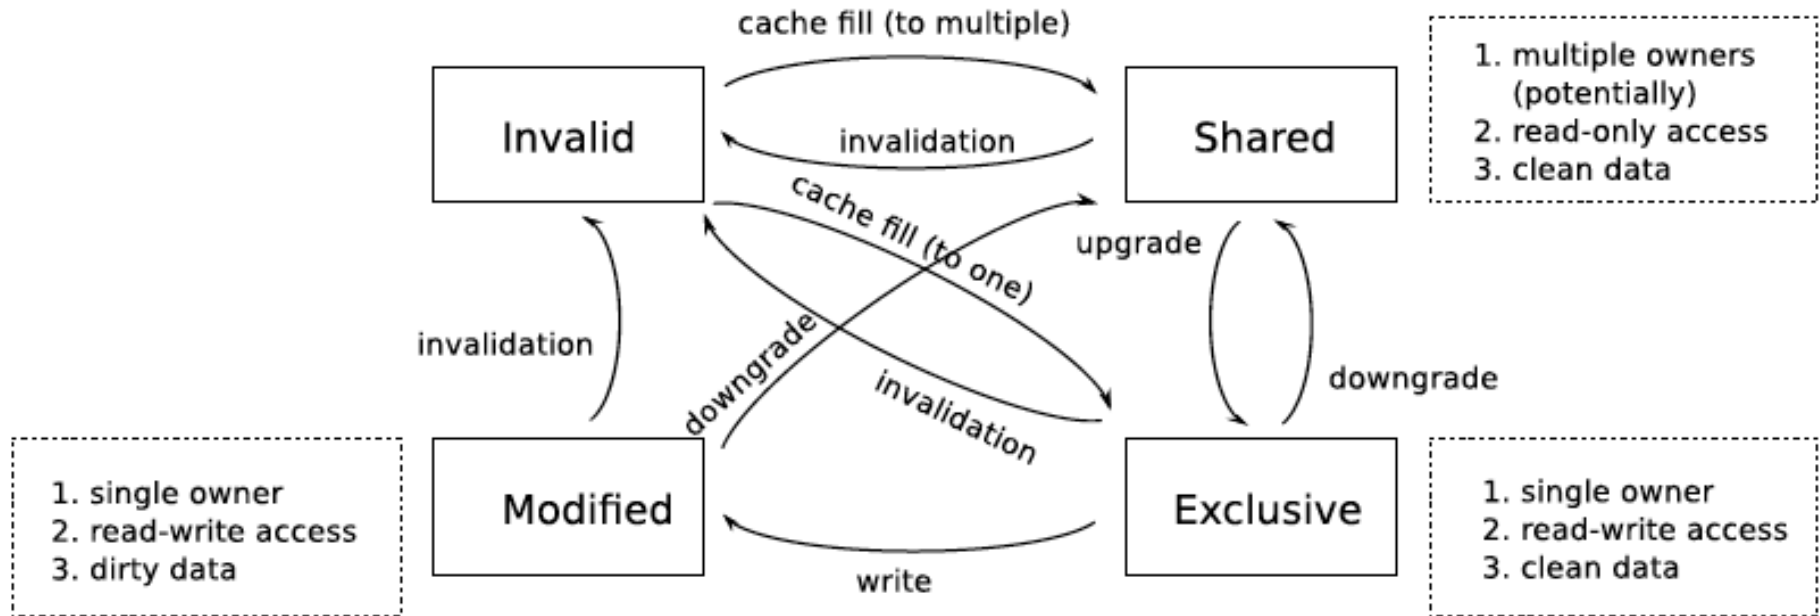 cache fill (to multiple)
Invalid
Shared
1. multiple owners
(potentially)
2. read-only access
3. clean data
invalidation
cache fill (to one)
upgrade
invalidation
downgrade
invalidation
downgrade
Modified
Exclusive
1. single owner
2. read-write access
3. dirty data
write
1. single owner
2. read-write access
3. clean data